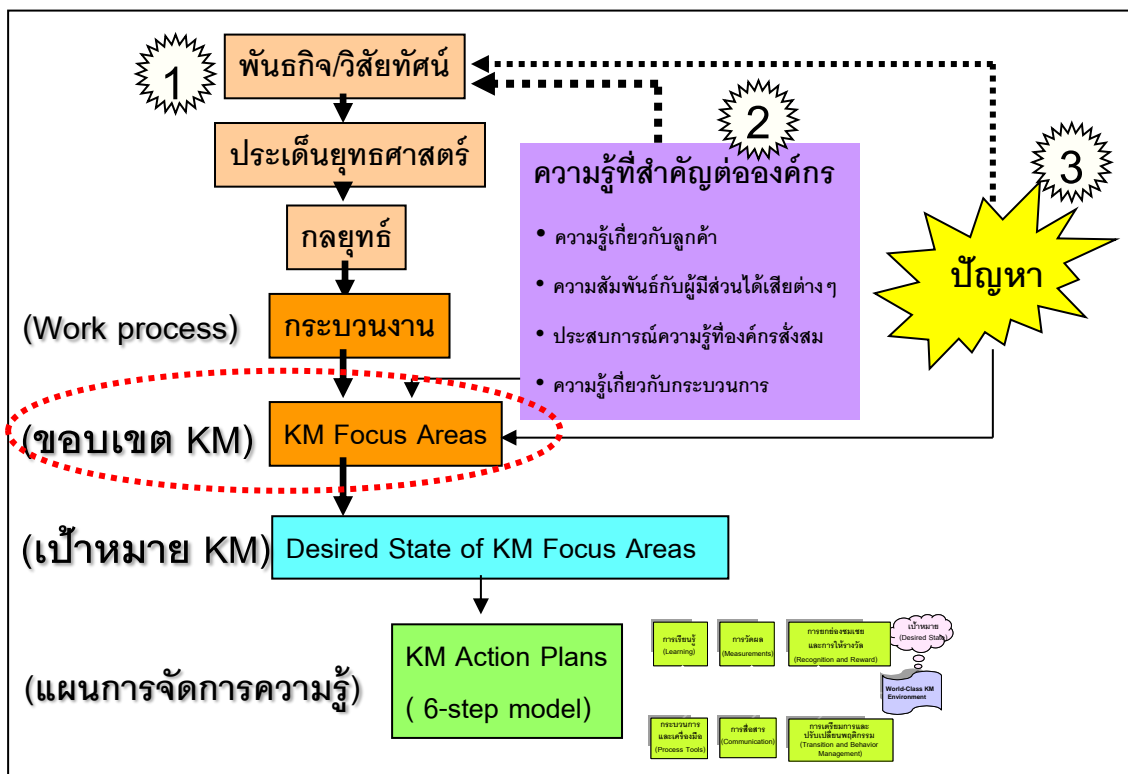 1
พันธกิจ/วิสัยทัศน์
ประเด็นยุทธศาสตร์
กลยุทธ์
(Work process)
กระบวนงาน
(ขอบเขต KM)
KM Focus Areas
2
ความรู้ที่สำคัญต่อองค์กร
• ความรู้เกี่ยวกับลูกค้า
• ความสัมพันธ์กับผู้มีส่วนได้เสียต่างๆ
• ประสบการณ์ความรู้ที่องค์กรสั่งสม
• ความรู้เกี่ยวกับกระบวนการ
3
ปัญหา
(เป้าหมาย KM)
Desired State of KM Focus Areas
(แผนการจัดการความรู้)
KM Action Plans
( 6-step model)
การเรียนรู้
(Learning)
การวัดผล
(Measurements)
การยกย่องชมเชย
และการให้รางวัล
(Recognition and Reward)
เป้าหมาย
(Desired State)
World-Class KM
Environment
กระบวนการ
และเครื่องมือ
(Process Tools)
การสื่อสาร
(Communication)
การเตรียมการและ
ปรับเปลี่ยนพฤติกรรม
(Transition and Behavior
Management)